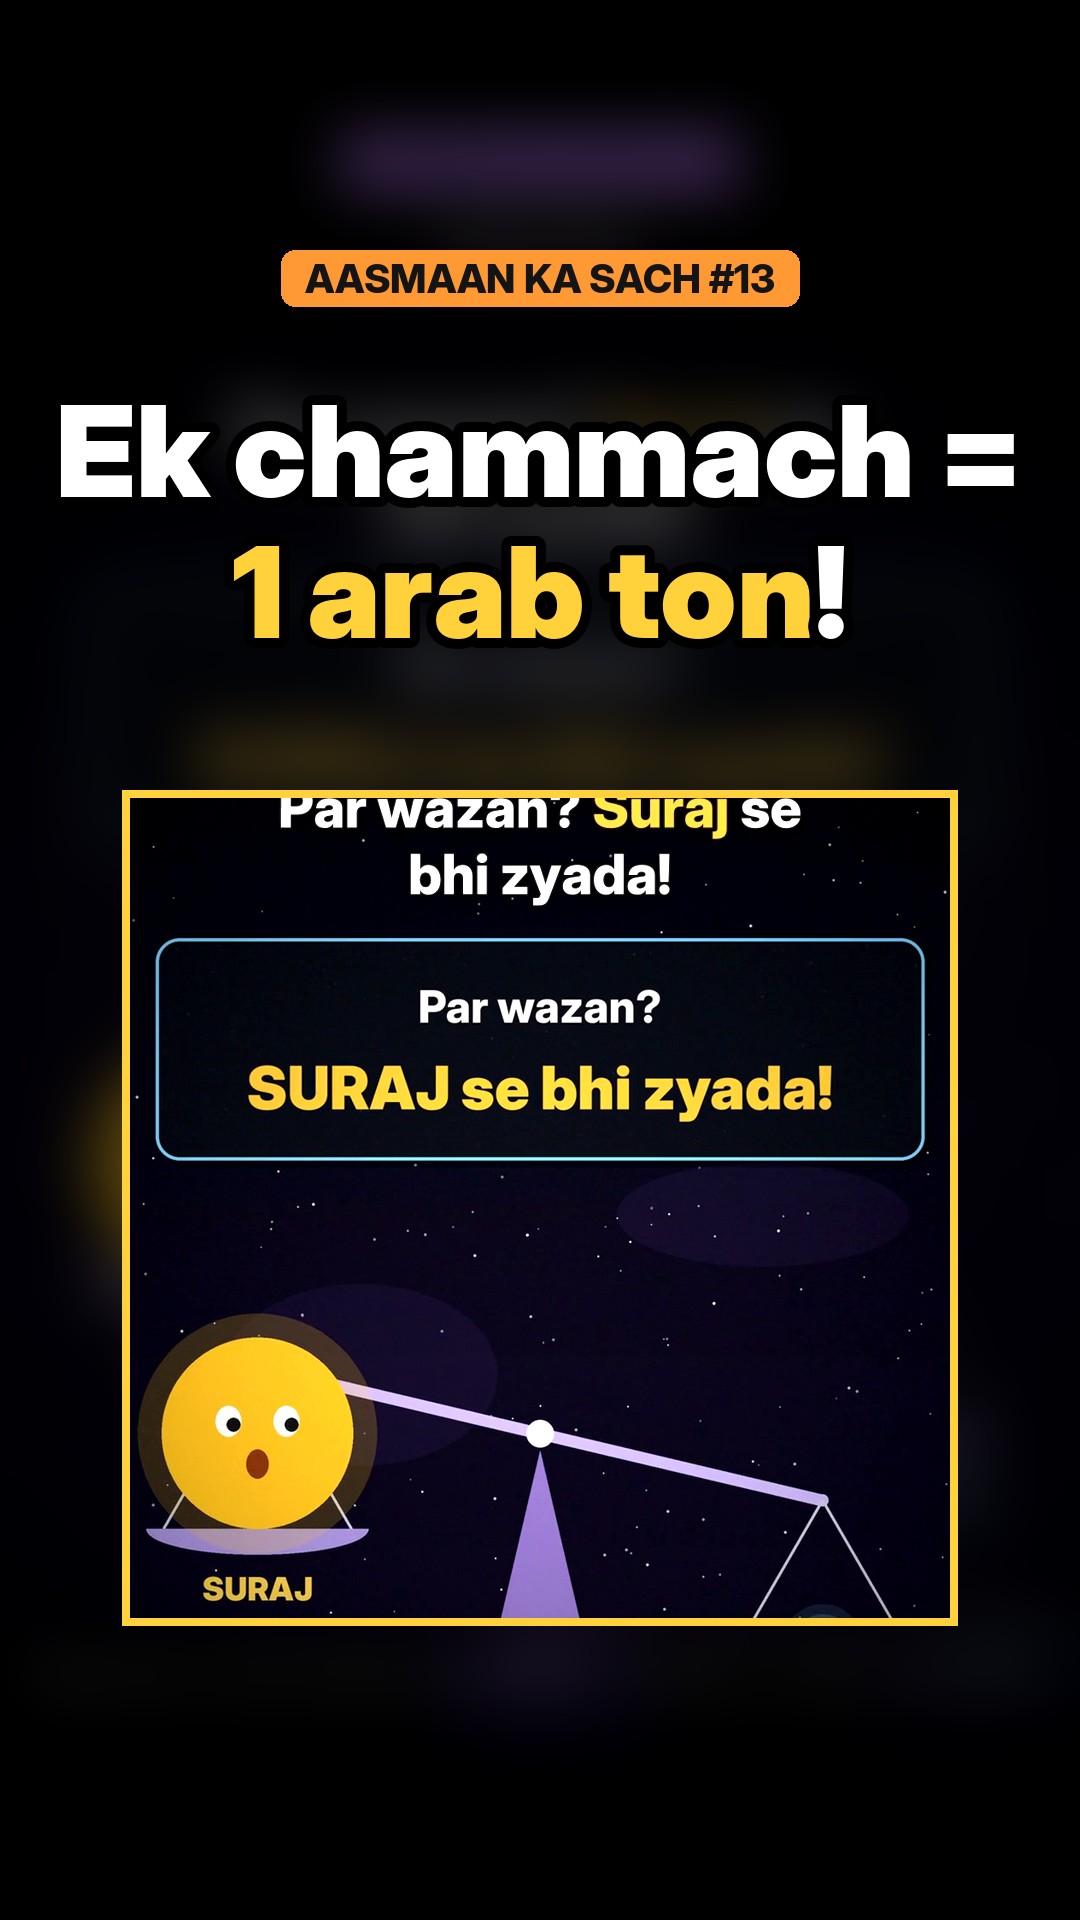 AASMAAN KA SACH #13
Ek chammach =
1 arab ton!
Par wazan? Suraj se
bhi zyada!
Par wazan?
SURAJ se bhi zyada!
SURAJ